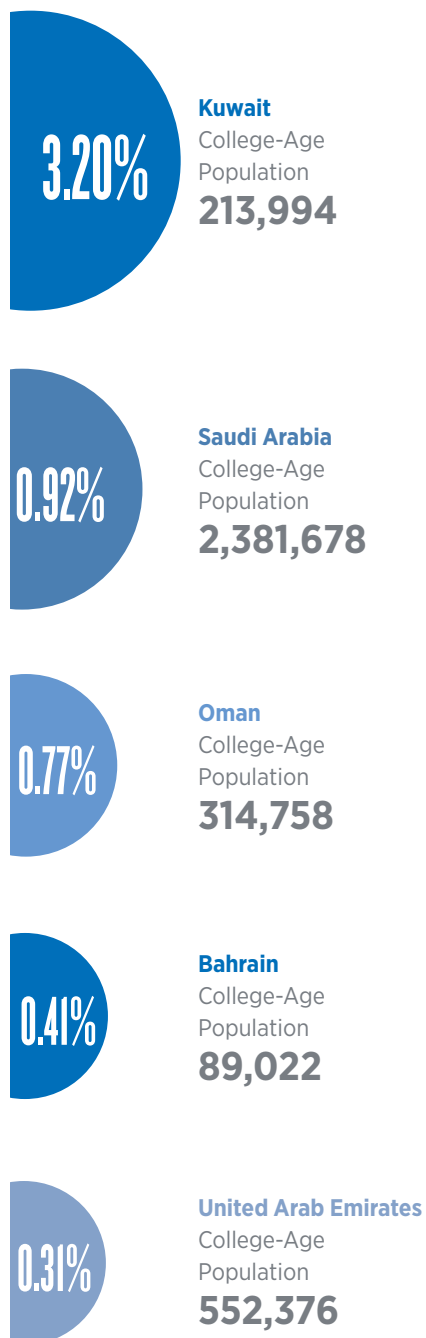 3.20%
Kuwait
College-Age
Population
213,994
0.92%
Saudi Arabia
College-Age
Population
2,381,678
0.77%
Oman
College-Age
Population
314,758
0.41%
Bahrain
College-Age
Population
89,022
0.31%
United Arab Emirates
College-Age
Population
552,376